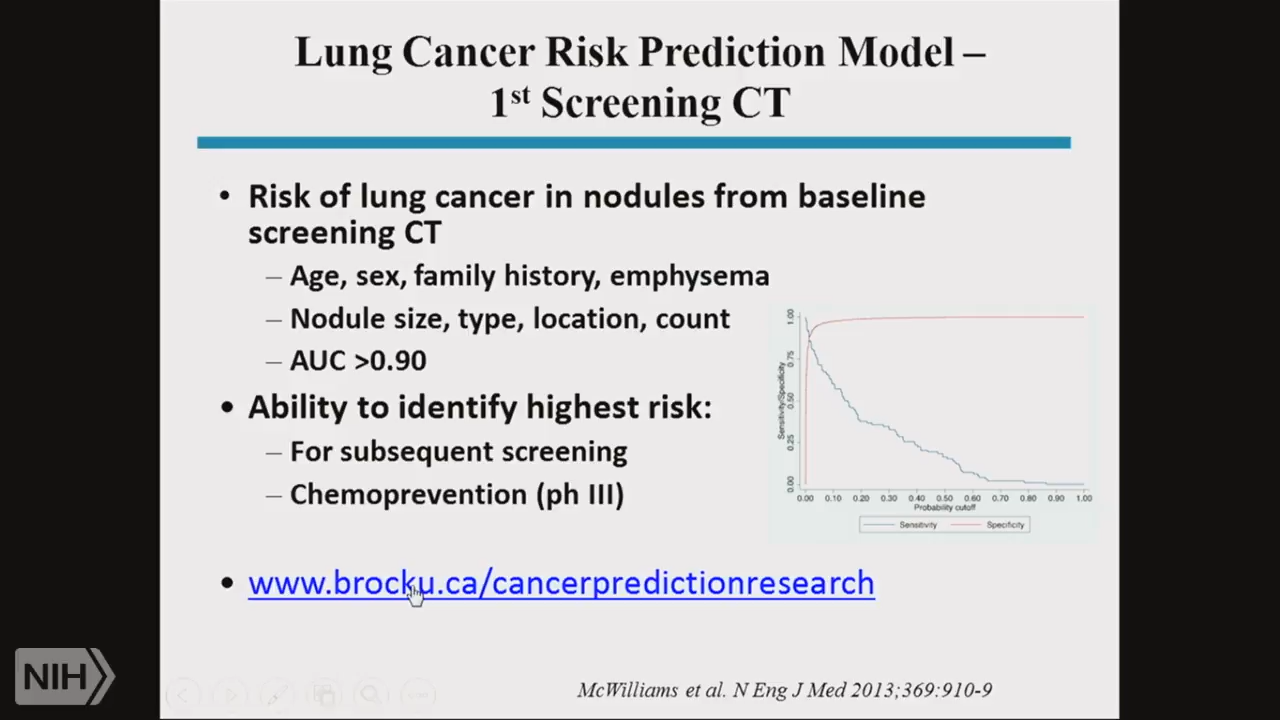 Lung Cancer Risk Prediction Model –
1st Screening CT
• Risk of lung cancer in nodules from baseline
screening CT
– Age, sex, family history, emphysema
– Nodule size, type, location, count
– AUC >0.90
• Ability to identify highest risk:
– For subsequent screening
– Chemoprevention (ph III)
Sensitivity/Specificity
1.00
0.75
0.50
0.25
0.00
0.00 0.10 0.20 0.30 0.40 0.50 0.60 0.70 0.80 0.90 1.00
Probability cutoff
Sensitivity Specificity
• www.brocku.ca/cancerpredictionresearch
McWilliams et al. N Eng J Med 2013;369:910-9
NIH